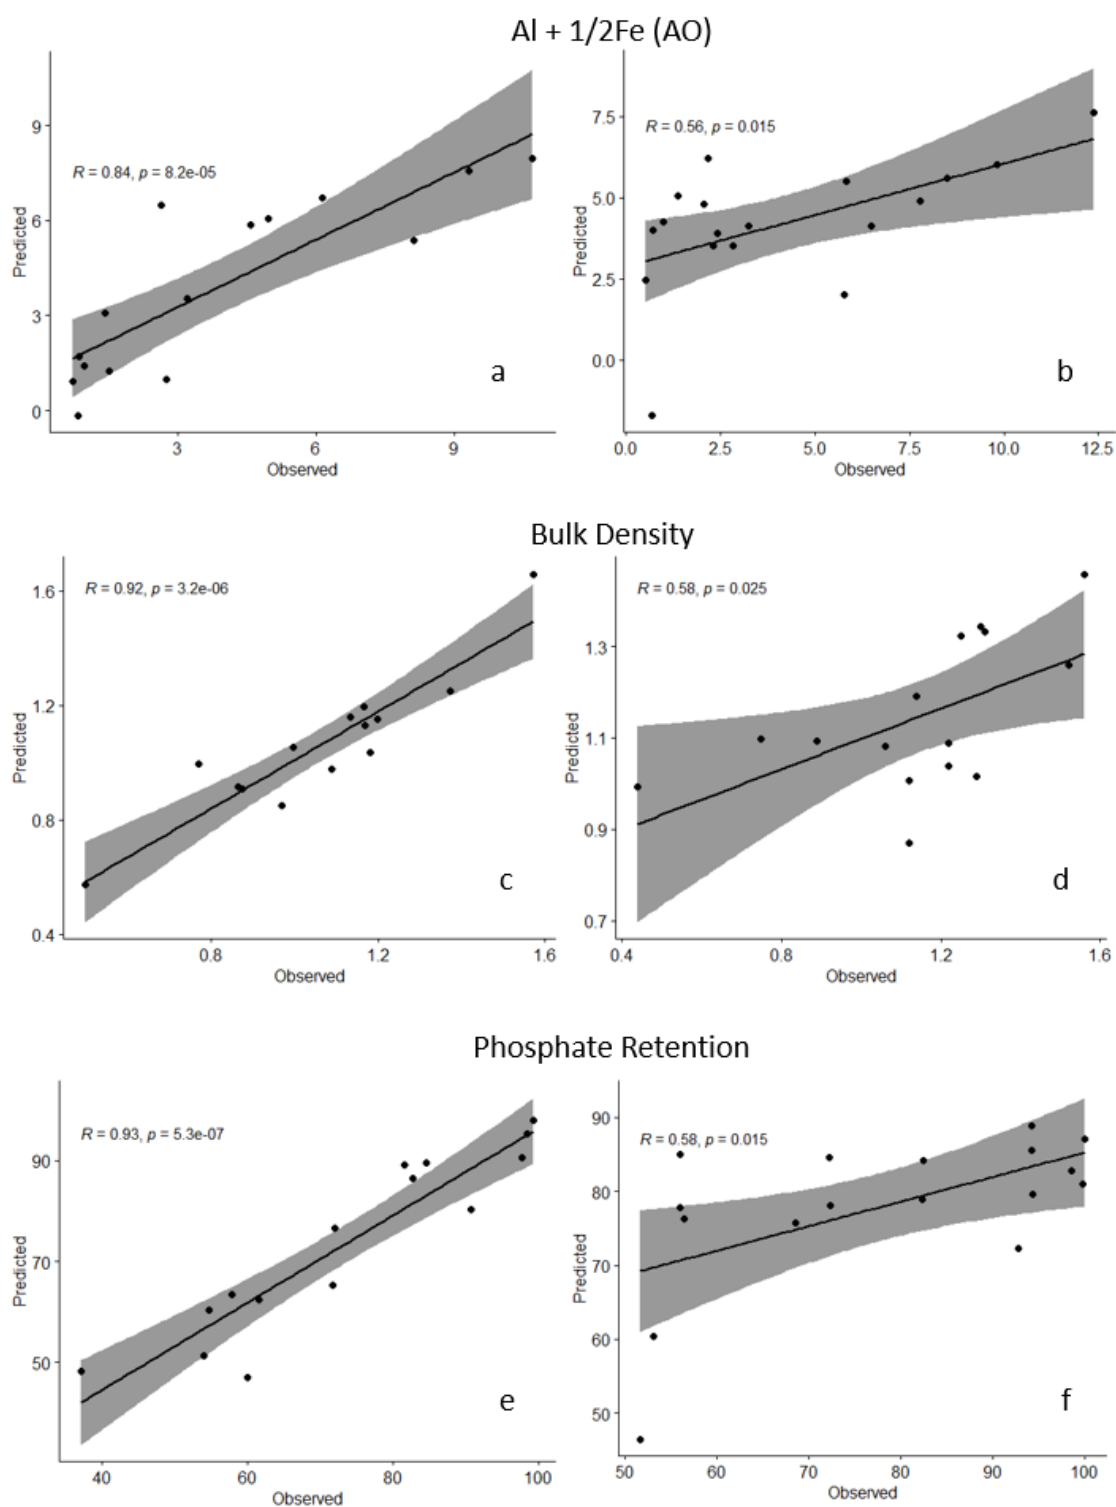 Al + 1/2Fe (AO)
R = 0.84, p = 8.2e-05
9
6
3
0
Predicted
a
3
6
9
Observed
R = 0.56, p = 0.015
7.5
5.0
2.5
0.0
Predicted
b
0.0
2.5
5.0
7.5
10.0
12.5
Observed
Bulk Density
R = 0.92, p = 3.2e-06
1.6
1.2
0.8
0.4
Predicted
c
0.8
1.2
1.6
Observed
R = 0.58, p = 0.025
1.3
1.1
0.9
0.7
Predicted
d
0.4
0.8
1.2
1.6
Observed
Phosphate Retention
R = 0.93, p = 5.3e-07
90
70
50
Predicted
e
40
60
80
100
Observed
R = 0.58, p = 0.015
90
80
70
60
50
Predicted
f
50
60
70
80
90
100
Observed